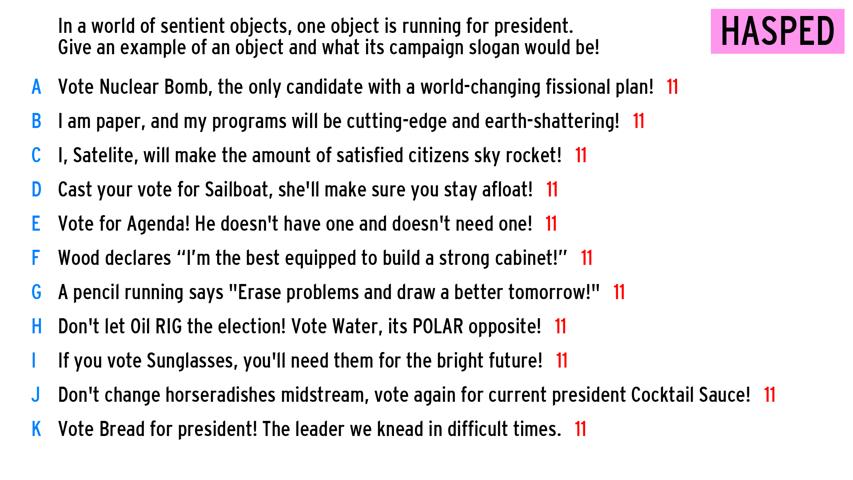 In a world of sentient objects, one object is running for president.
Give an example of an object and what its campaign slogan would be!
HASPED
A Vote Nuclear Bomb, the only candidate with a world-changing fissional plan! 11
B I am paper, and my programs will be cutting-edge and earth-shattering! 11
C I, Satelite, will make the amount of satisfied citizens sky rocket! 11
D Cast your vote for Sailboat, she'll make sure you stay afloat! 11
E Vote for Agenda! He doesn't have one and doesn't need one! 11
F Wood declares “I’m the best equipped to build a strong cabinet!” 11
G A pencil running says "Erase problems and draw a better tomorrow!" 11
H Don't let Oil RIG the election! Vote Water, its POLAR opposite! 11
I If you vote Sunglasses, you'll need them for the bright future! 11
J Don't change horseradishes midstream, vote again for current president Cocktail Sauce! 11
K Vote Bread for president! The leader we knead in difficult times. 11